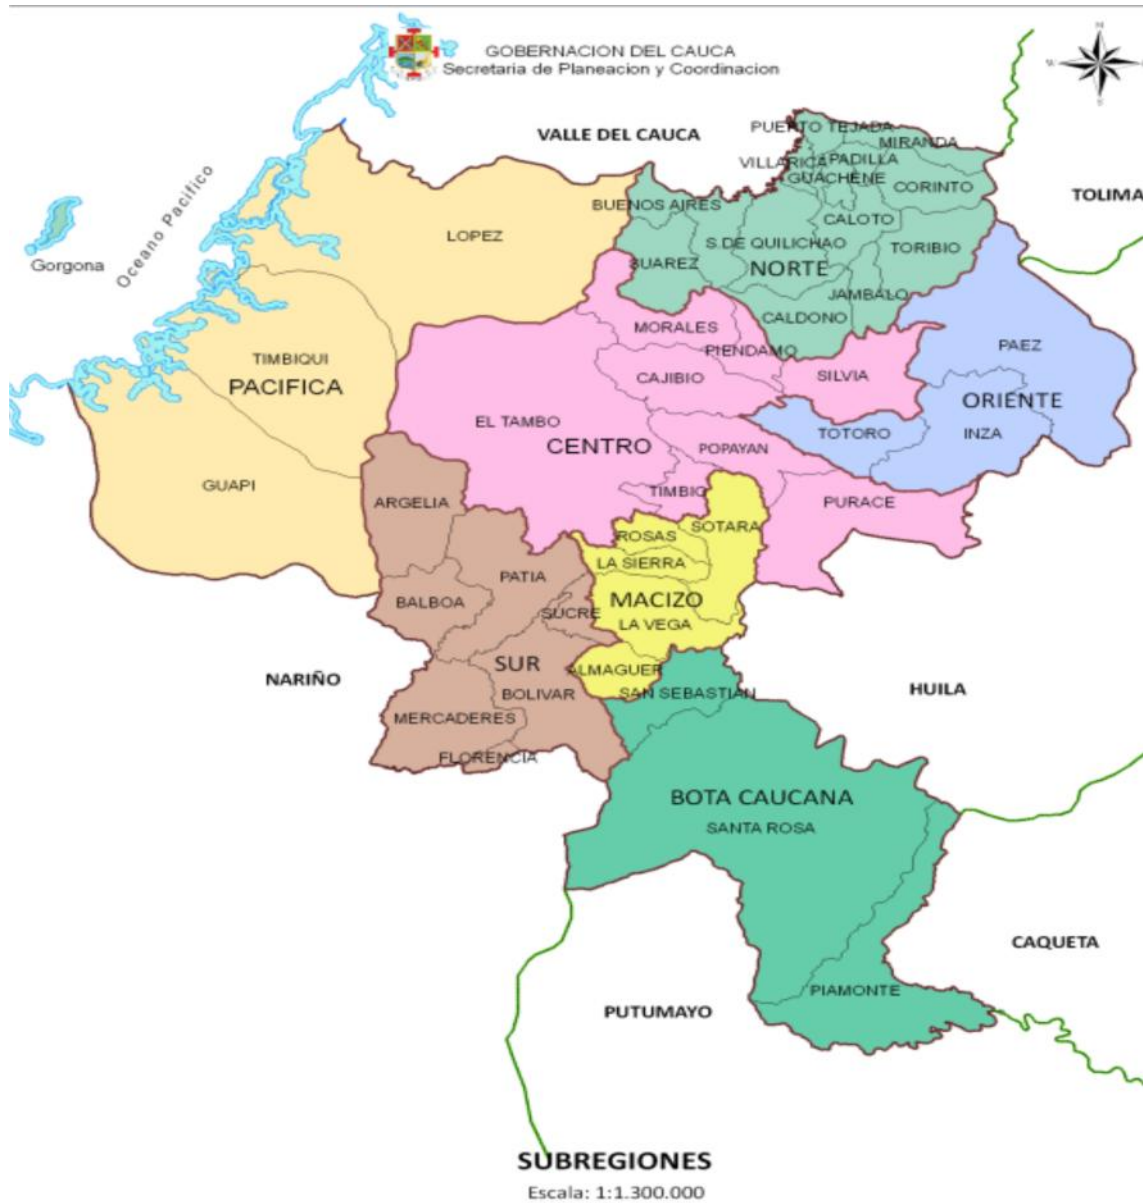 GOBERNACION DEL CAUCA
Secretaria de Planeacion y Coordinacion
N
W
S
VALLE DEL CAUCA
PUERTO TEJADA
MIRANDA
VILLARICA
PADILLA
GUACHENE
CORINTO
TOLIMA
Oceano Pacifico
Gorgona
BUENOS AIRES
LOPEZ
CALOTO
S.DE QUILICHAO
TORIBIO
SUAREZ
NORTE
JAMBALO
CALDONO
MORALES
PIENDAMO
PAEZ
TIMBIQUI
PACIFICA
CAJIBIO
SILVIA
ORIENTE
EL TAMBO
CENTRO
TOTORO
INZA
POPAYAN
GUAPI
ARGELIA
TIMBIO
PURACE
SOTARA
ROSAS
LA SIERRA
PATIA
BALBOA
MACIZO
SUCRE
LA VEGA
NARIÑO
SUR
ALMAGUER
BOLIVAR
SAN SEBASTIAN
HUILA
MERCADERES
FLORENCIA
BOTA CAUCANA
SANTA ROSA
CAQUETA
PIAMONTE
PUTUMAYO
SUBREGIONES
Escala: 1:1.300.000